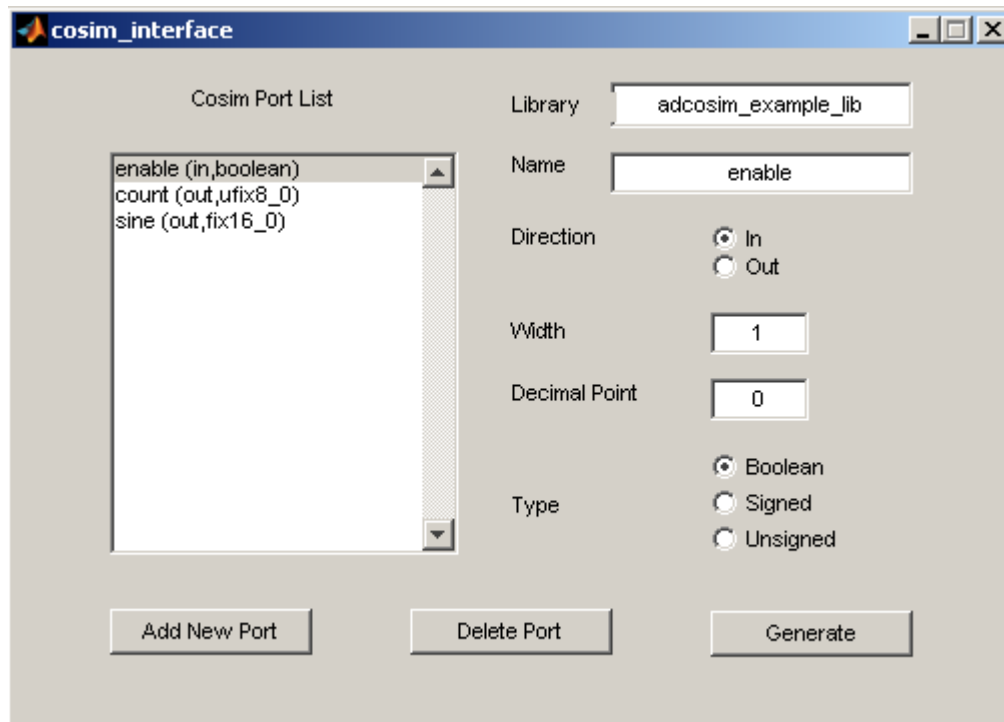 cosim_interface
Cosim Port List
enable (in,boolean)
count (out,ufix8_0)
sine (out,fix16_0)
Library
adcosim_example_lib
Name
enable
Direction
In
Out
Width
1
Decimal Point
0
Type
Boolean
Signed
Unsigned
Add New Port
Delete Port
Generate